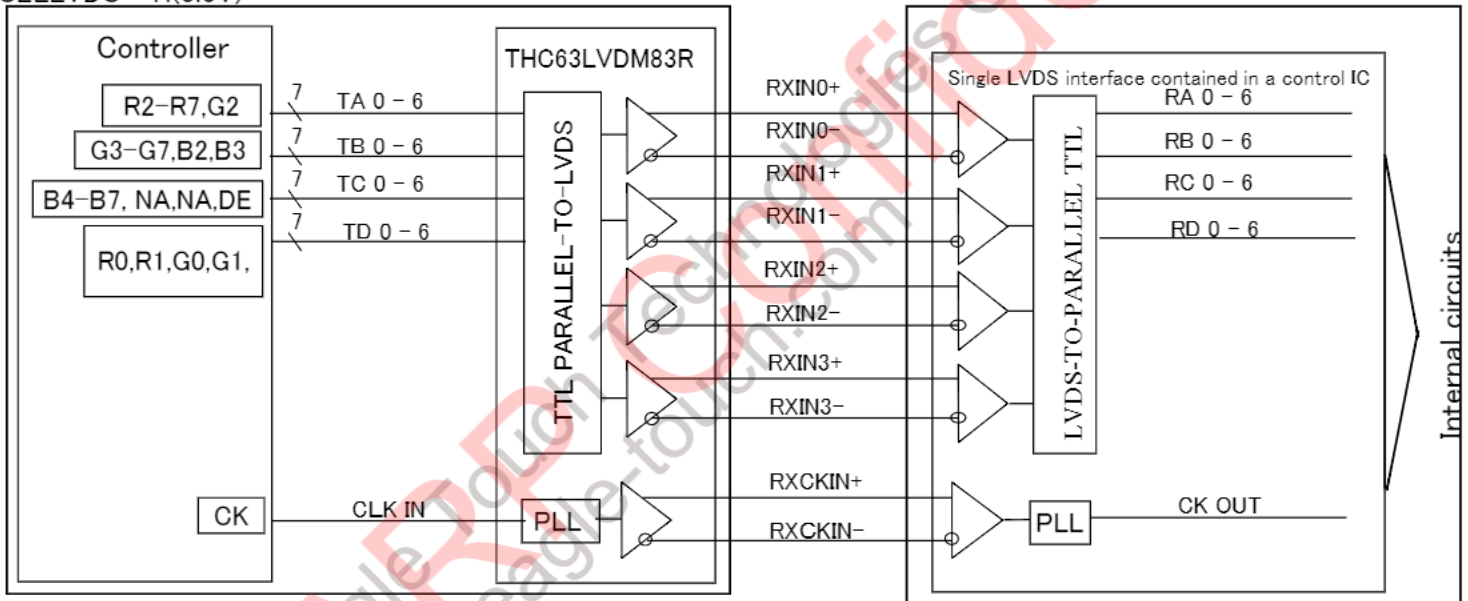 Controller
R2-R7,G2
G3-G7,B2,B3
B4-B7, NA,NA,DE
R0,R1,G0,G1,
CK
7
TA 0 - 6
7
TB 0 - 6
7
TC 0 - 6
7
TD 0 - 6
CLK IN
THC63LVDM83R
TTL PARALLEL-TO-LVDS
PLL
RXIN0+
RXIN0-
RXIN1+
RXIN1-
RXIN2+
RXIN2-
RXIN3+
RXIN3-
RXCKIN+
RXCKIN-
Single LVDS interface contained in a control IC
LVDS-TO-PARALLEL TTL
PLL
RA 0 - 6
RB 0 - 6
RC 0 - 6
RD 0 - 6
CK OUT
Internal circuits